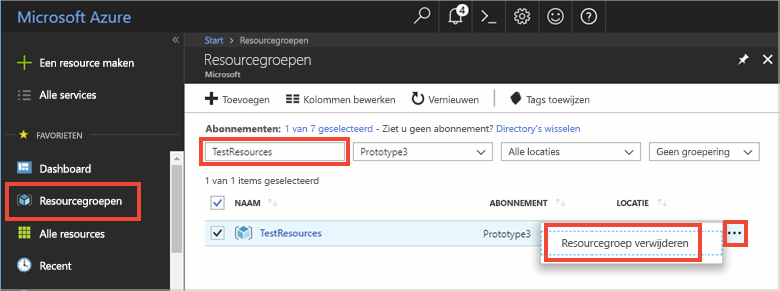 Microsoft Azure
4
Een resource maken
Alle services
FAVORIETEN
Dashboard
Resourcegroepen
Alle resources
Recent
Start > Resourcegroepen
Resourcegroepen
Microsoft
Toevoegen Kolommen bewerken Vernieuwen Tags toewijzen
Abonnementen: 1 van 7 geselecteerd - Ziet u geen abonnement? Directory's wisselen
TestResources Prototype3 Alle locaties Geen groepering
1 van 1 items geselecteerd
NAAM ABONNEMENT LOCATIE
TestResources Prototype3
Resourcegroep verwijderen